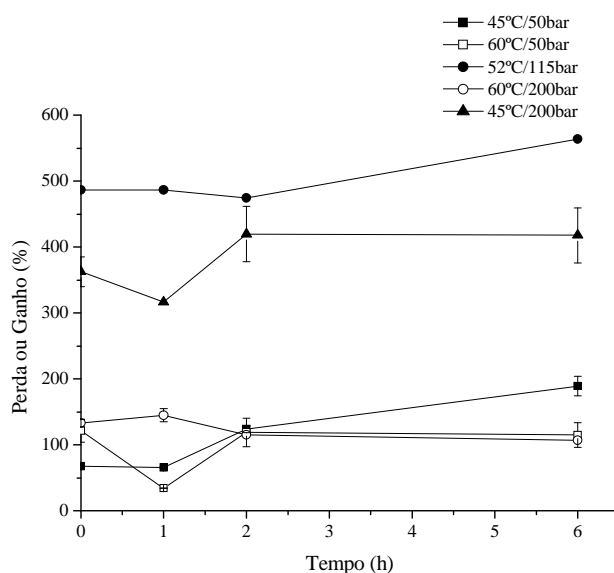 45ºC/50bar
60ºC/50bar
52ºC/115bar
60ºC/200bar
45ºC/200bar
600
500
400
300
200
100
0
Perda ou Ganho (%)
0 1 2 3 4 5 6
Tempo (h)